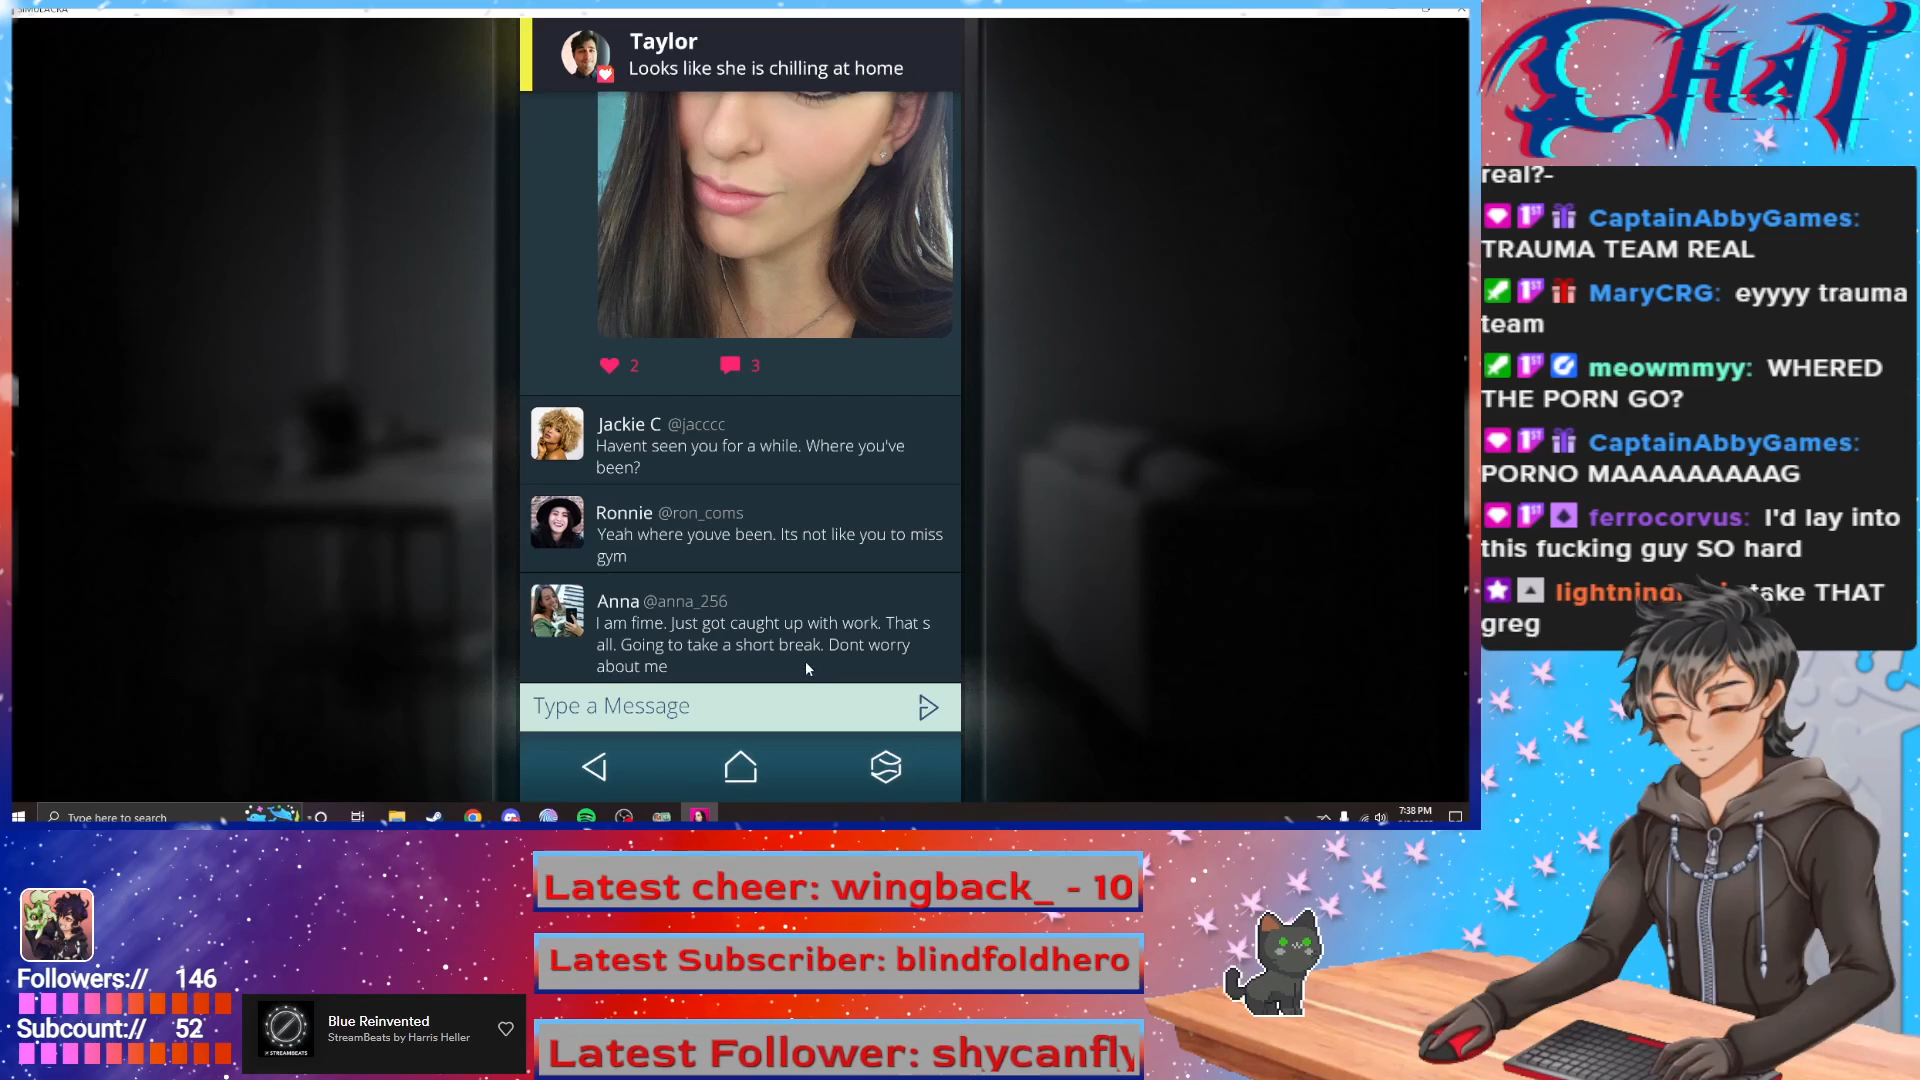 SIMULACRA
Taylor
Looks like she is chilling at home
2
3
Jackie C @jacccc
Havent seen you for a while. Where you've
been?
Ronnie @ron_coms
Yeah where youve been. Its not like you to miss
gym
Anna @anna_256
I am fime. Just got caught up with work. That s
all. Going to take a short break. Dont worry
about me
Type a Message
Type here to search
7:38 PM
CHAT
real?-
CaptainAbbyGames:
TRAUMA TEAM REAL
MaryCRG: eyyyy trauma
team
meowmmyy: WHERED
THE PORN GO?
CaptainAbbyGames:
PORNO MAAAAAAAAAG
ferrocorvus: I'd lay into
this fucking guy SO hard
lightning take THAT
greg
Followers:// 146
Subcount:// 52
Blue Reinvented
StreamBeats by Harris Heller
STREAMBEATS
Latest cheer: wingback_ - 10
Latest Subscriber: blindfoldhero
Latest Follower: shycanfly